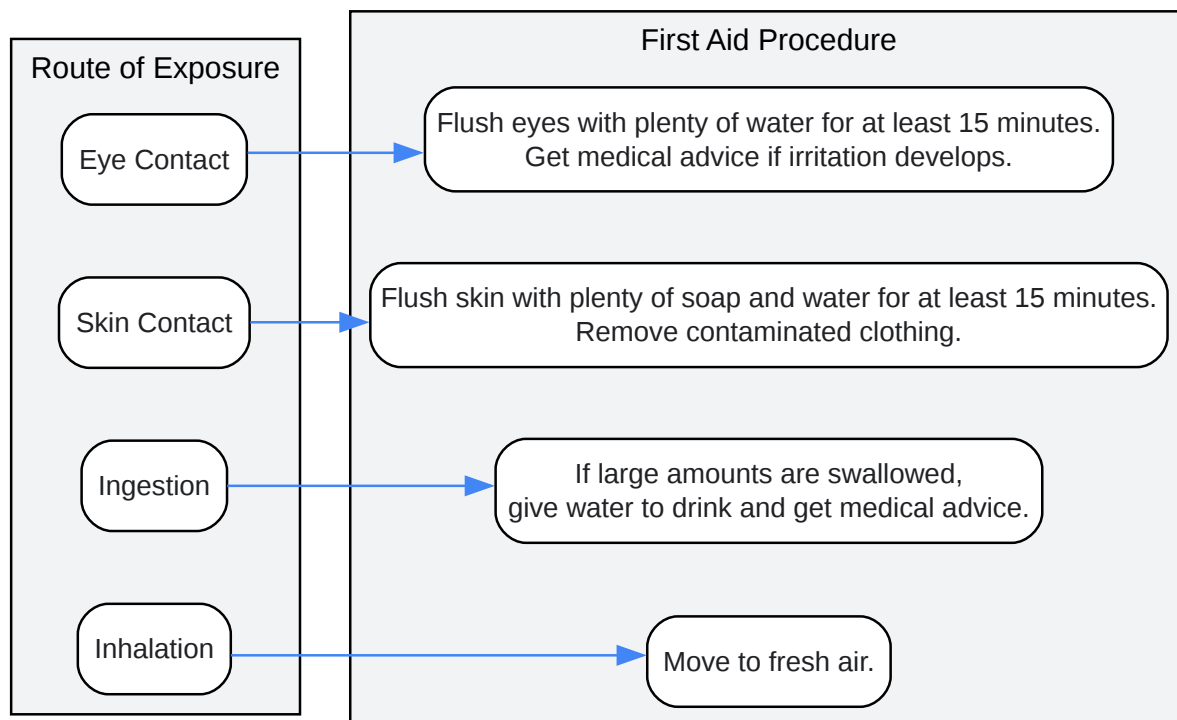 Route of Exposure
Eye Contact
Skin Contact
Ingestion
Inhalation
First Aid Procedure
Flush eyes with plenty of water for at least 15 minutes.
Get medical advice if irritation develops.
Flush skin with plenty of soap and water for at least 15 minutes.
Remove contaminated clothing.
If large amounts are swallowed,
give water to drink and get medical advice.
Move to fresh air.